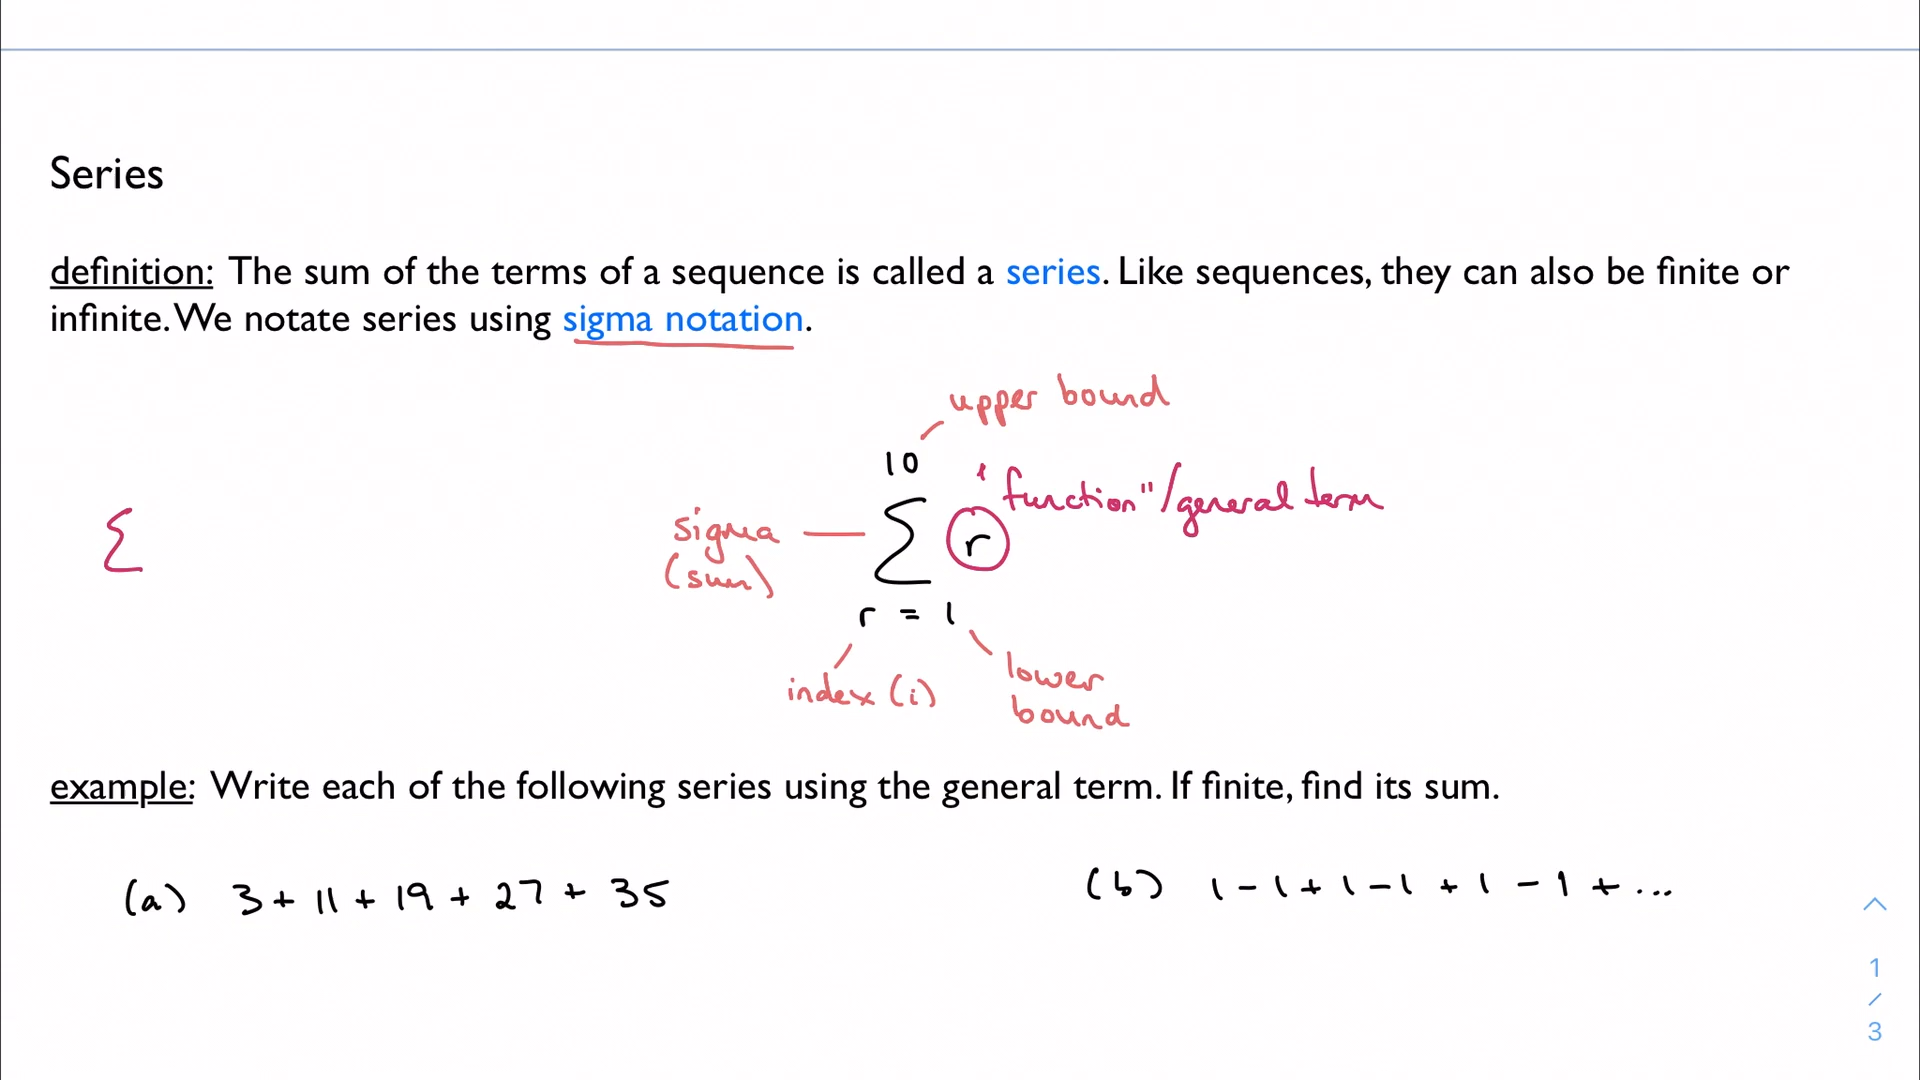 Series
definition: The sum of the terms of a sequence is called a series. Like sequences, they can also be finite or
infinite. We notate series using sigma notation.
upper bound
10
"function"/general term
Σ
sigma
(sum)
Σ r
r = 1
index (i)
lower
bound
example: Write each of the following series using the general term. If finite, find its sum.
(a) 3 + 11 + 19 + 27 + 35
(b) 1 - 1 + 1 - 1 + 1 - 1 + ...
1
/
3